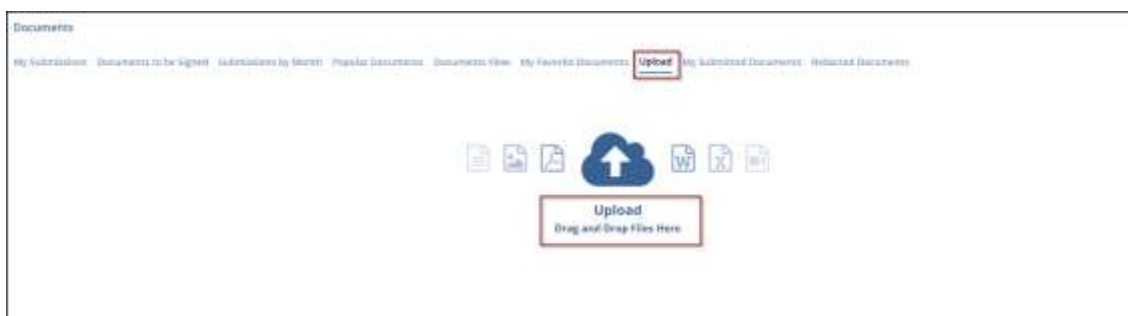 Documents
My Submissions Documents to be Signed Submissions by Month Popular Documents Documents View My Favorite Documents Upload My Submitted Documents Redacted Documents
Upload
Drag and Drop Files Here